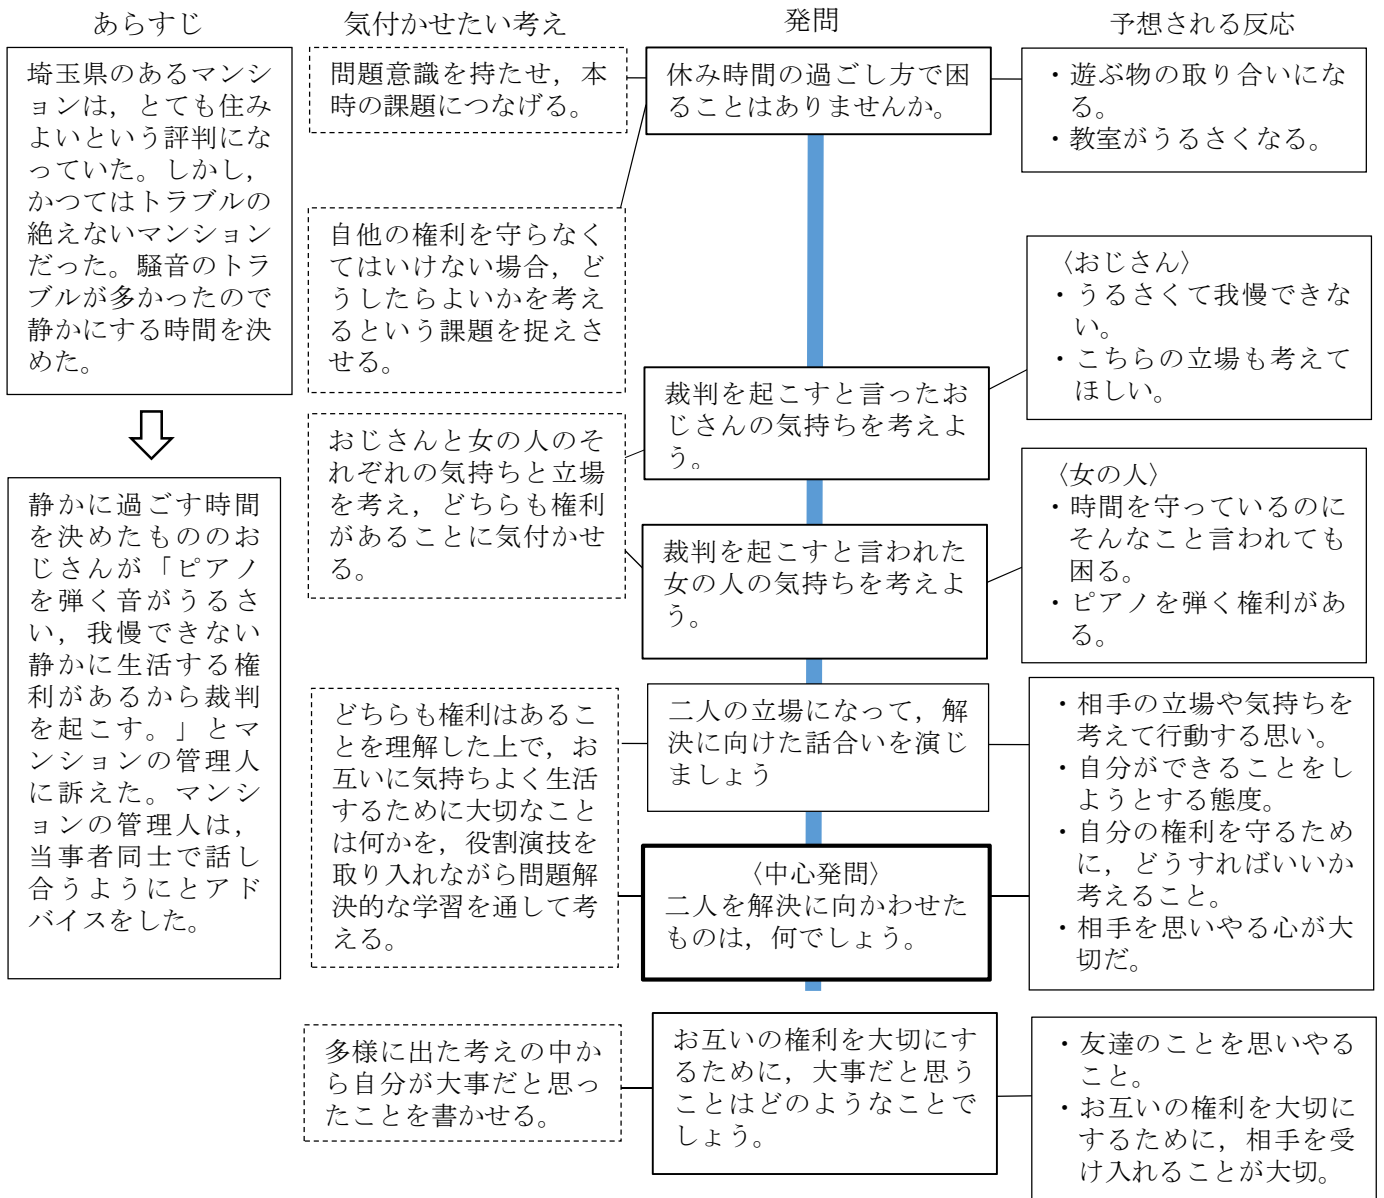 あらすじ
気付かせたい考え
発問
予想される反応
埼玉県のあるマンシ
ョンは，とても住み
よいという評判にな
っていた。しかし，
かつてはトラブルの
絶えないマンション
だった。騒音のトラ
ブルが多かったので
静かにする時間を決
めた。
静かに過ごす時間
を決めたもののお
じさんが「ピアノ
を弾く音がうるさ
い，我慢できない
静かに生活する権
利があるから裁判
を起こす。」とマ
ンションの管理人
に訴えた。マンシ
ョンの管理人は，
当事者同士で話し
合うようにとアド
バイスをした。
問題意識を持たせ，本
時の課題につなげる。
自他の権利を守らなく
てはいけない場合，ど
うしたらよいかを考え
るという課題を捉えさ
せる。
おじさんと女の人のそ
れぞれの気持ちと立場
を考え，どちらも権利
があることに気付かせ
る。
どちらも権利はあるこ
とを理解した上で，お
互いに気持ちよく生活
するために大切なこと
は何かを，役割演技を
取り入れながら問題解
決的な学習を通して考
える。
多様に出た考えの中か
ら自分が大事だと思っ
たことを書かせる。
休み時間の過ごし方で困
ることはありませんか。
裁判を起こすと言ったお
じさんの気持ちを考えよ
う。
裁判を起こすと言われた
女の人の気持ちを考えよ
う。
二人の立場になって，解
決に向けた話合いを演じ
ましょう
〈中心発問〉
二人を解決に向かわせた
ものは，何でしょう。
お互いの権利を大切にす
るために，大事だと思う
ことはどのようなことで
しょう。
・遊ぶ物の取り合いにな
る。
・教室がうるさくなる。
〈おじさん〉
・うるさくて我慢できな
い。
・こちらの立場も考えて
ほしい。
〈女の人〉
・時間を守っているのに
そんなこと言われても
困る。
・ピアノを弾く権利があ
る。
・相手の立場や気持ちを
考えて行動する思い。
・自分ができることをし
ようとする態度。
・自分の権利を守るため
に，どうすればいいか
考えること。
・相手を思いやる心が大
切だ。
・友達のことを思いやる
こと。
・お互いの権利を大切に
するために，相手を受
け入れることが大切。